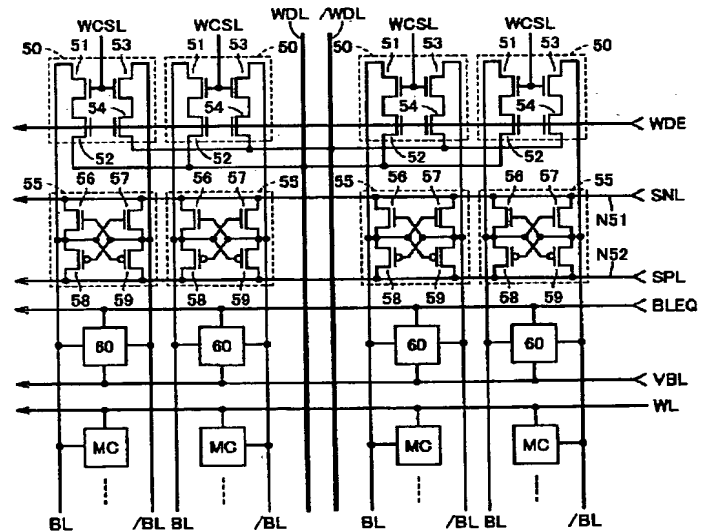 WDL /WDL
WCSL WCSL WCSL WCSL
50 51 53 51 53 50 50 51 53 51 53 50
54 54 54 54
WDE
52 52 52 52
55 56 57 56 57 55 55 56 57 56 57 55
SNL
N51
N52
SPL
58 59 58 59 58 59 58 59
BLEQ
60 60 60 60
VBL
WL
MC MC MC MC
BL /BL BL /BL BL /BL BL /BL